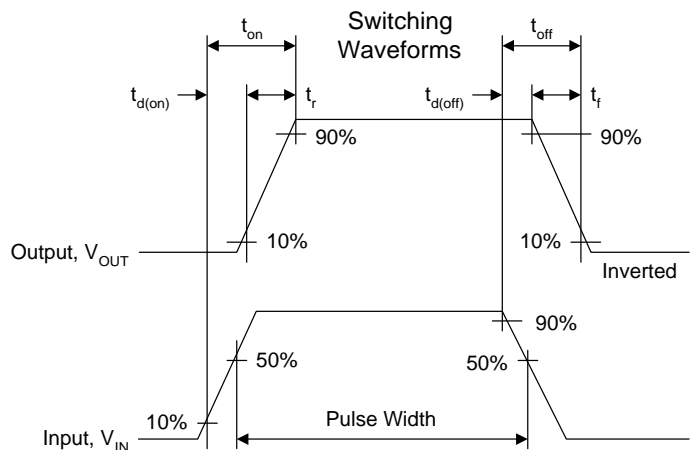 Switching
Waveforms
t_on
t_off
t_d(on)
t_r
t_d(off)
t_f
90%
90%
10%
10%
Output, V_OUT
Inverted
90%
50%
50%
10%
Pulse Width
Input, V_IN